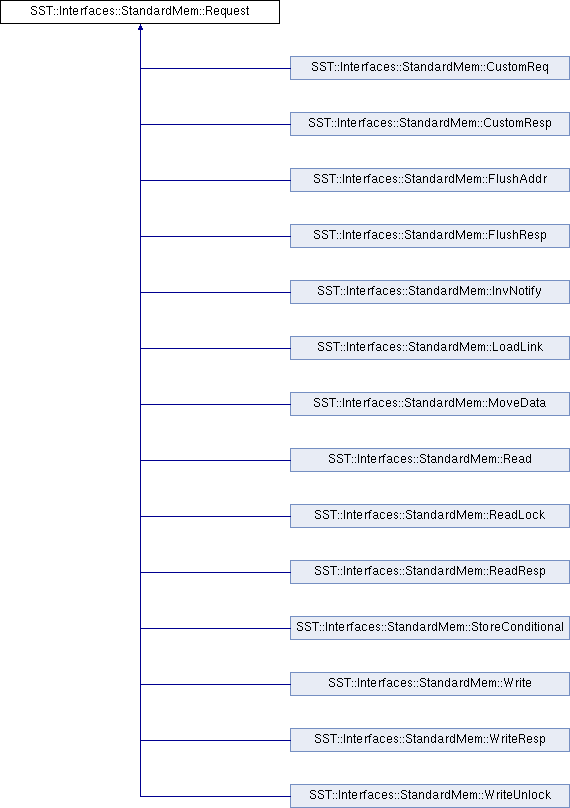 SST::Interfaces::StandardMem::Request
SST::Interfaces::StandardMem::CustomReq
SST::Interfaces::StandardMem::CustomResp
SST::Interfaces::StandardMem::FlushAddr
SST::Interfaces::StandardMem::FlushResp
SST::Interfaces::StandardMem::InvNotify
SST::Interfaces::StandardMem::LoadLink
SST::Interfaces::StandardMem::MoveData
SST::Interfaces::StandardMem::Read
SST::Interfaces::StandardMem::ReadLock
SST::Interfaces::StandardMem::ReadResp
SST::Interfaces::StandardMem::StoreConditional
SST::Interfaces::StandardMem::Write
SST::Interfaces::StandardMem::WriteResp
SST::Interfaces::StandardMem::WriteUnlock